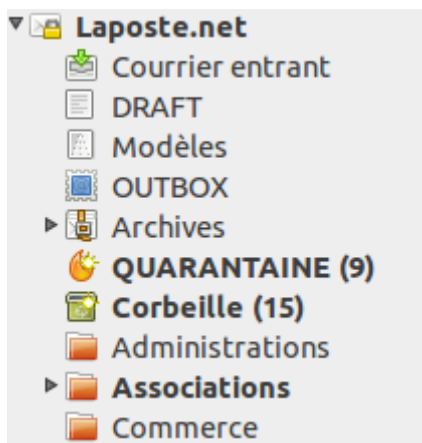 Laposte.net
Courrier entrant
DRAFT
Modèles
OUTBOX
Archives
QUARANTAINE (9)
Corbeille (15)
Administrations
Associations
Commerce